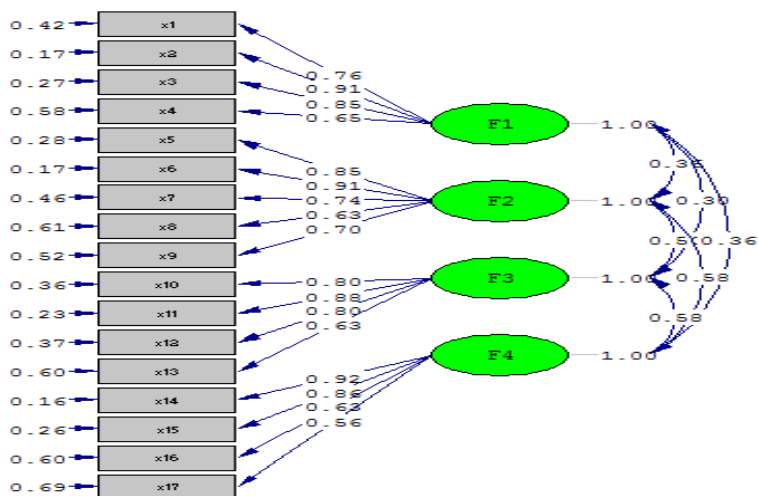 0.42 x1
0.17 x2
0.27 x3
0.58 x4
0.28 x5
0.17 x6
0.46 x7
0.61 x8
0.52 x9
0.36 x10
0.23 x11
0.37 x12
0.60 x13
0.16 x14
0.26 x15
0.60 x16
0.69 x17
0.76
0.91
0.85
0.65
0.85
0.91
0.74
0.63
0.70
0.80
0.88
0.80
0.63
0.92
0.86
0.63
0.56
F1 1.00
F2 1.00
F3 1.00
F4 1.00
0.30
0.36
0.58
0.58